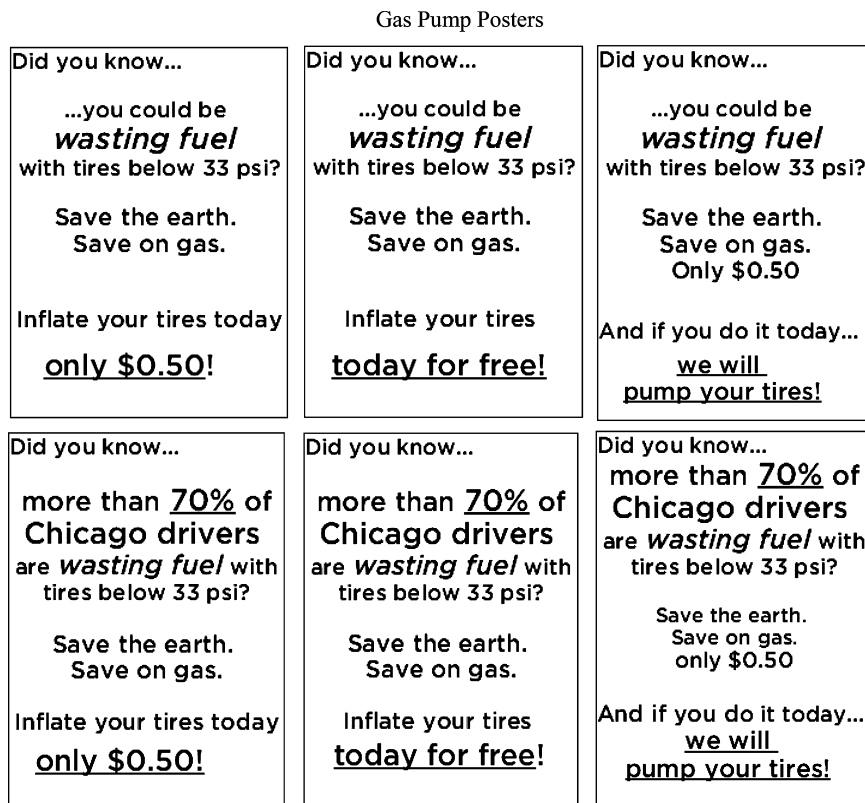 Gas Pump Posters
Did you know...
...you could be
wasting fuel
with tires below 33 psi?
Save the earth.
Save on gas.
Inflate your tires today
only $0.50!
Did you know...
...you could be
wasting fuel
with tires below 33 psi?
Save the earth.
Save on gas.
Inflate your tires
today for free!
Did you know...
...you could be
wasting fuel
with tires below 33 psi?
Save the earth.
Save on gas.
Only $0.50
And if you do it today...
we will
pump your tires!
Did you know...
more than 70% of
Chicago drivers
are wasting fuel with
tires below 33 psi?
Save the earth.
Save on gas.
Inflate your tires today
only $0.50!
Did you know...
more than 70% of
Chicago drivers
are wasting fuel with
tires below 33 psi?
Save the earth.
Save on gas.
Inflate your tires
today for free!
Did you know...
more than 70% of
Chicago drivers
are wasting fuel with
tires below 33 psi?
Save the earth.
Save on gas.
only $0.50
And if you do it today...
we will
pump your tires!